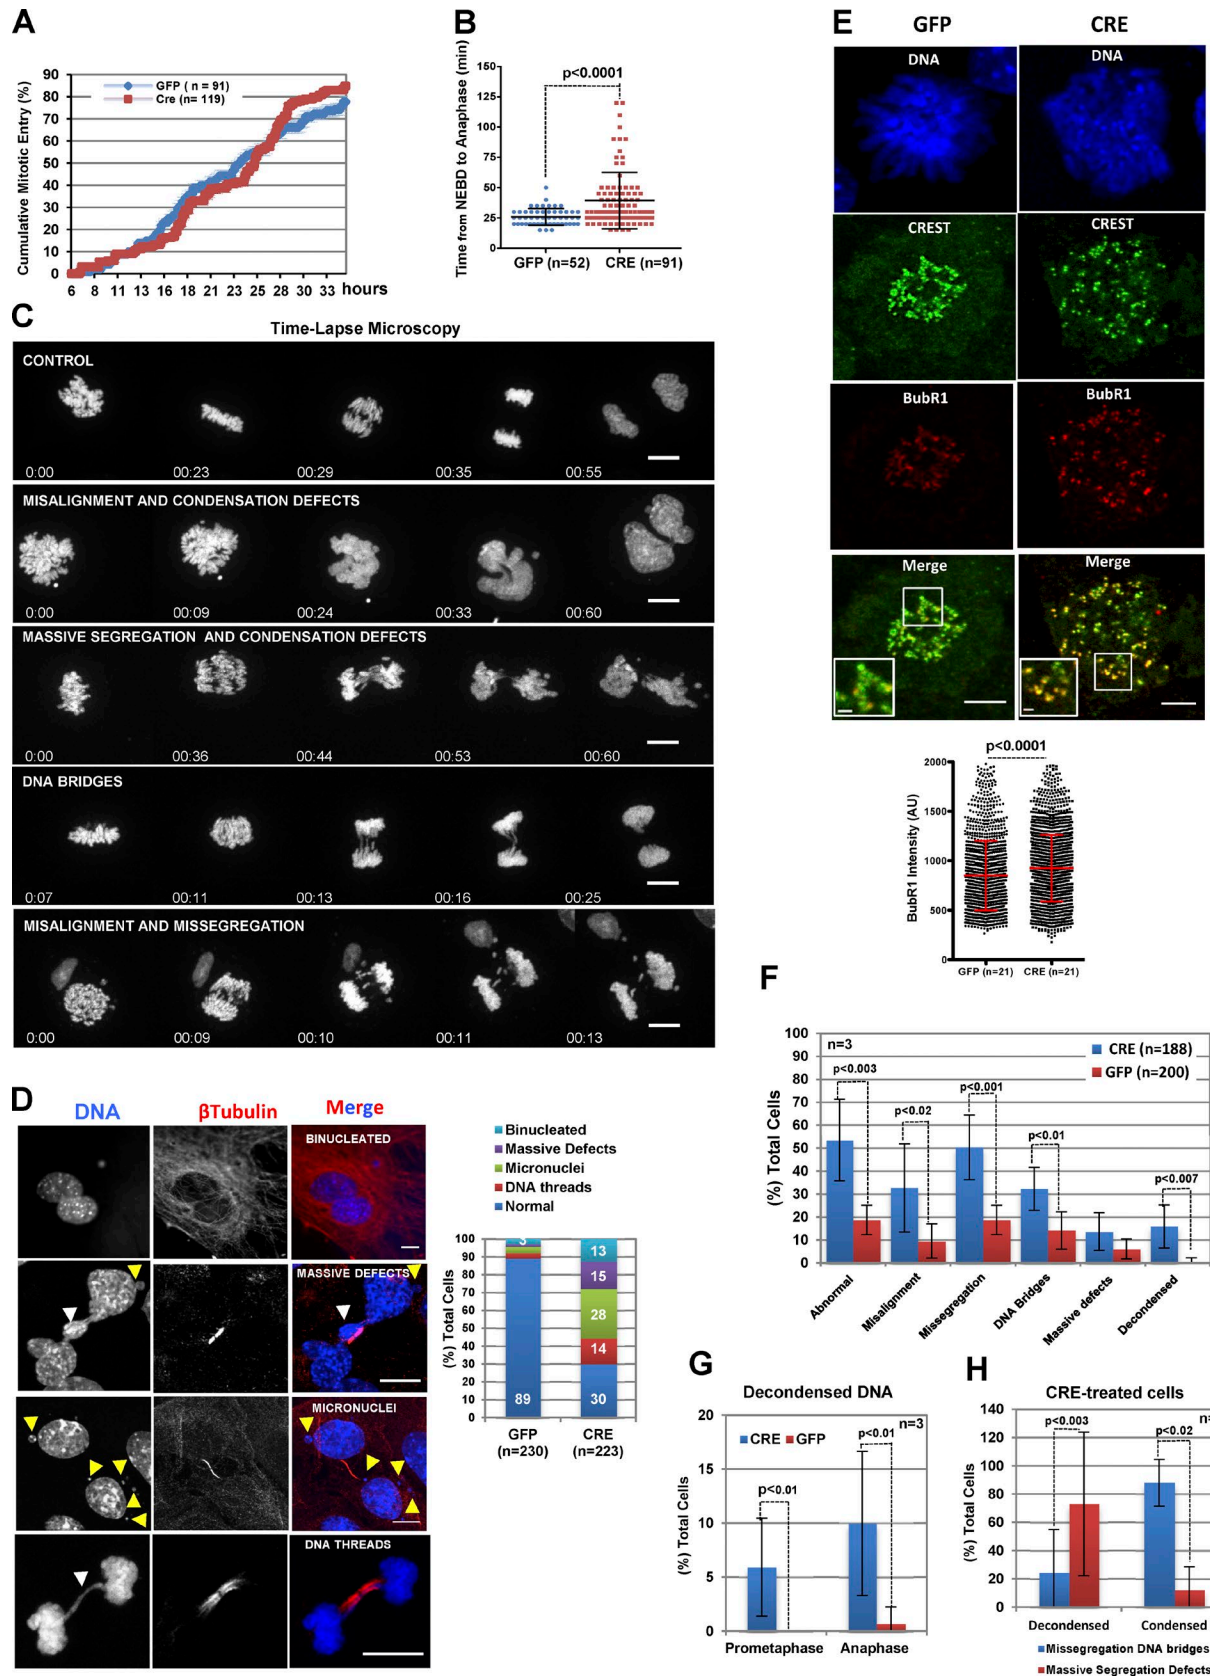 A
Cumulative Mitotic Entry (%)
90
80
70
60
50
40
30
20
10
0
GFP ( n = 91)
Cre (n= 119)
6 8 11 13 16 18 21 23 25 28 30 33 hours
B
Time from NEBD to Anaphase (min)
150
125
100
75
50
25
0
p<0.0001
GFP (n=52) CRE (n=91)
C
Time-Lapse Microscopy
CONTROL
0:00 00:23 00:29 00:35 00:55
MISALIGNMENT AND CONDENSATION DEFECTS
0:00 00:09 00:24 00:33 00:60
MASSIVE SEGREGATION AND CONDENSATION DEFECTS
0:00 00:36 00:44 00:53 00:60
DNA BRIDGES
0:07 00:11 00:13 00:16 00:25
MISALIGNMENT AND MISSEGREGATION
0:00 00:09 00:10 00:11 00:13
D
DNA βTubulin Merge
BINUCLEATED
MASSIVE DEFECTS
MICRONUCLEI
DNA THREADS
Binucleated
Massive Defects
Micronuclei
DNA threads
Normal
(%) Total Cells
100
90
80
70
60
50
40
30
20
10
0
3
89
13
15
28
14
30
GFP CRE
(n=230) (n=223)
E
GFP CRE
DNA DNA
CREST CREST
BubR1 BubR1
Merge Merge
p<0.0001
BubR1 Intensity (AU)
2000
1500
1000
500
0
GFP (n=21) CRE (n=21)
F
(%) Total Cells
100
90
80
70
60
50
40
30
20
10
0
n=3
CRE (n=188)
GFP (n=200)
p<0.003
p<0.02
p<0.001
p<0.01
p<0.007
Abnormal
Misalignment
Missegregation
DNA Bridges
Massive defects
Decondensed
G
Decondensed DNA
(%) Total Cells
20
15
10
5
0
n=3
CRE GFP
p<0.01
p<0.01
Prometaphase Anaphase
H
CRE-treated cells
(%) Total Cells
140
120
100
80
60
40
20
0
n=
p<0.003
p<0.02
Decondensed Condensed
Missegregation DNA bridges
Massive Segregation Defects